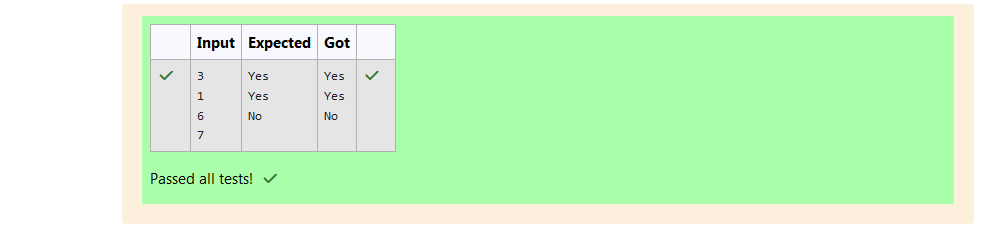 Input Expected Got
3 Yes Yes
1 Yes Yes
6 No No
7
Passed all tests!